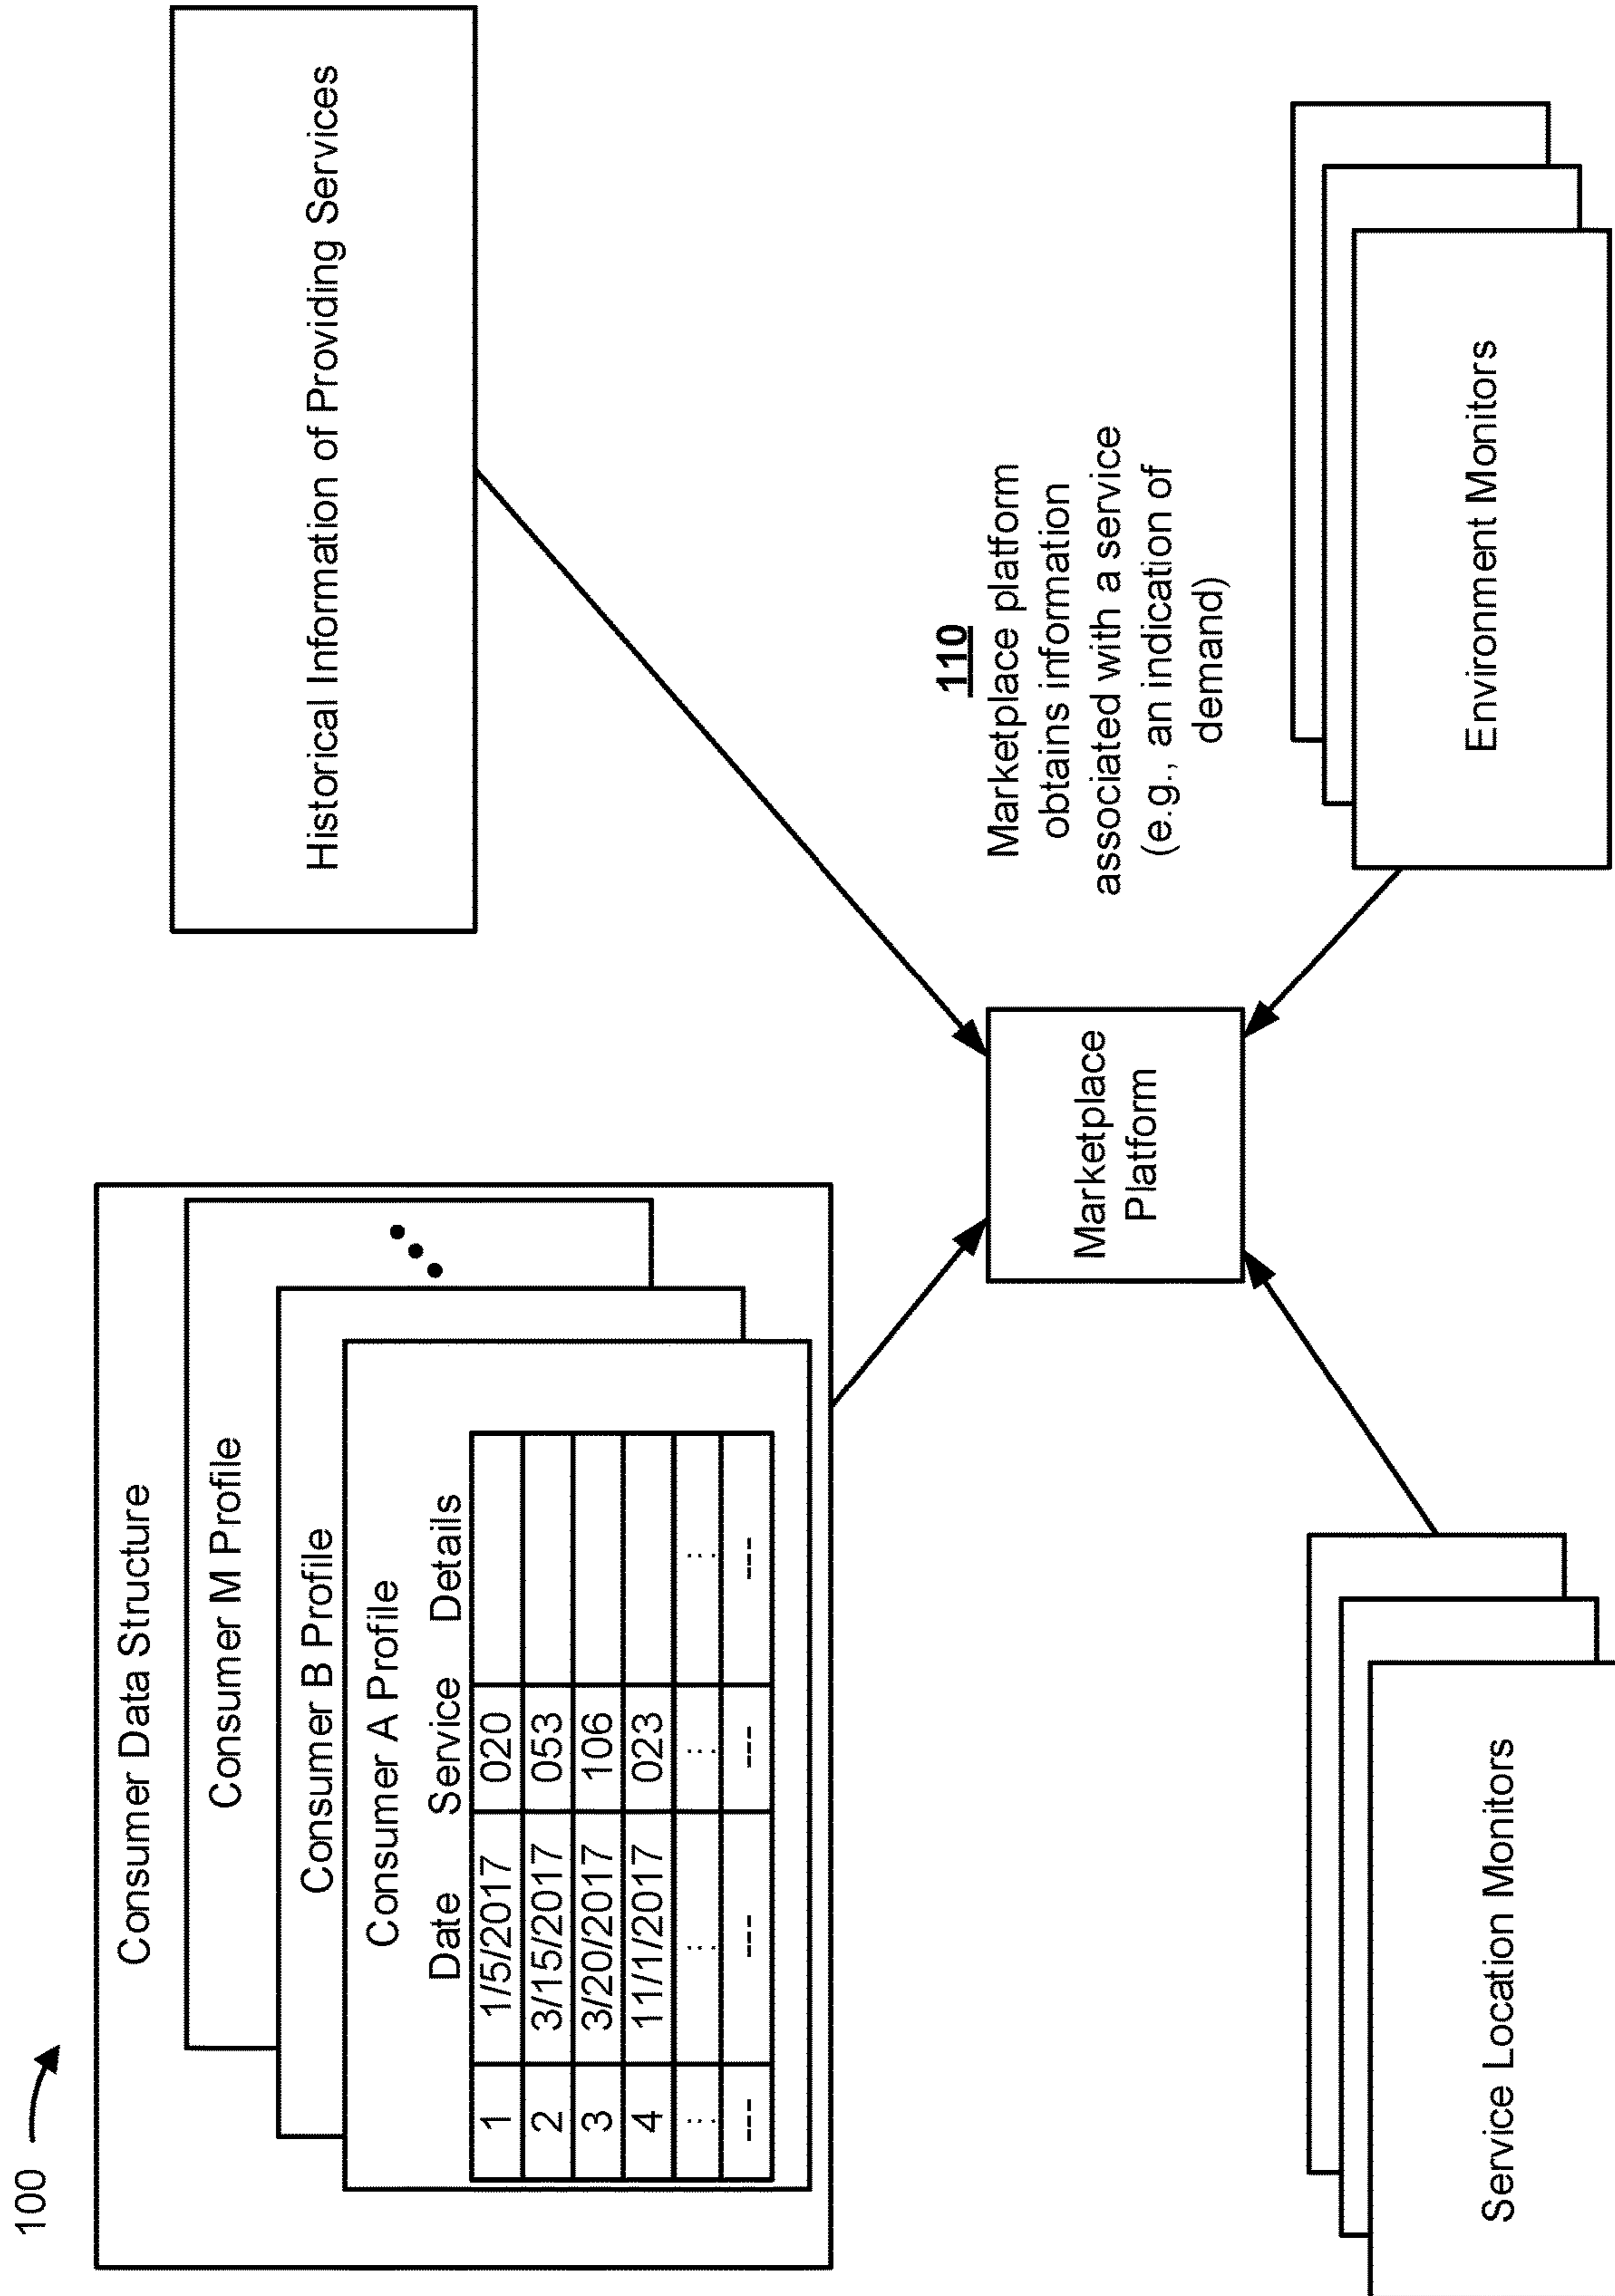 100
Consumer Data Structure
Consumer M Profile
Consumer B Profile
Consumer A Profile
Date Service Details
1 1/5/2017 020
2 3/15/2017 053
3 3/20/2017 106
4 11/1/2017 023
: : : :
--- --- --- ---
Historical Information of Providing Services
Marketplace
Platform
110
Marketplace platform
obtains information
associated with a service
(e.g., an indication of
demand)
Service Location Monitors
Environment Monitors